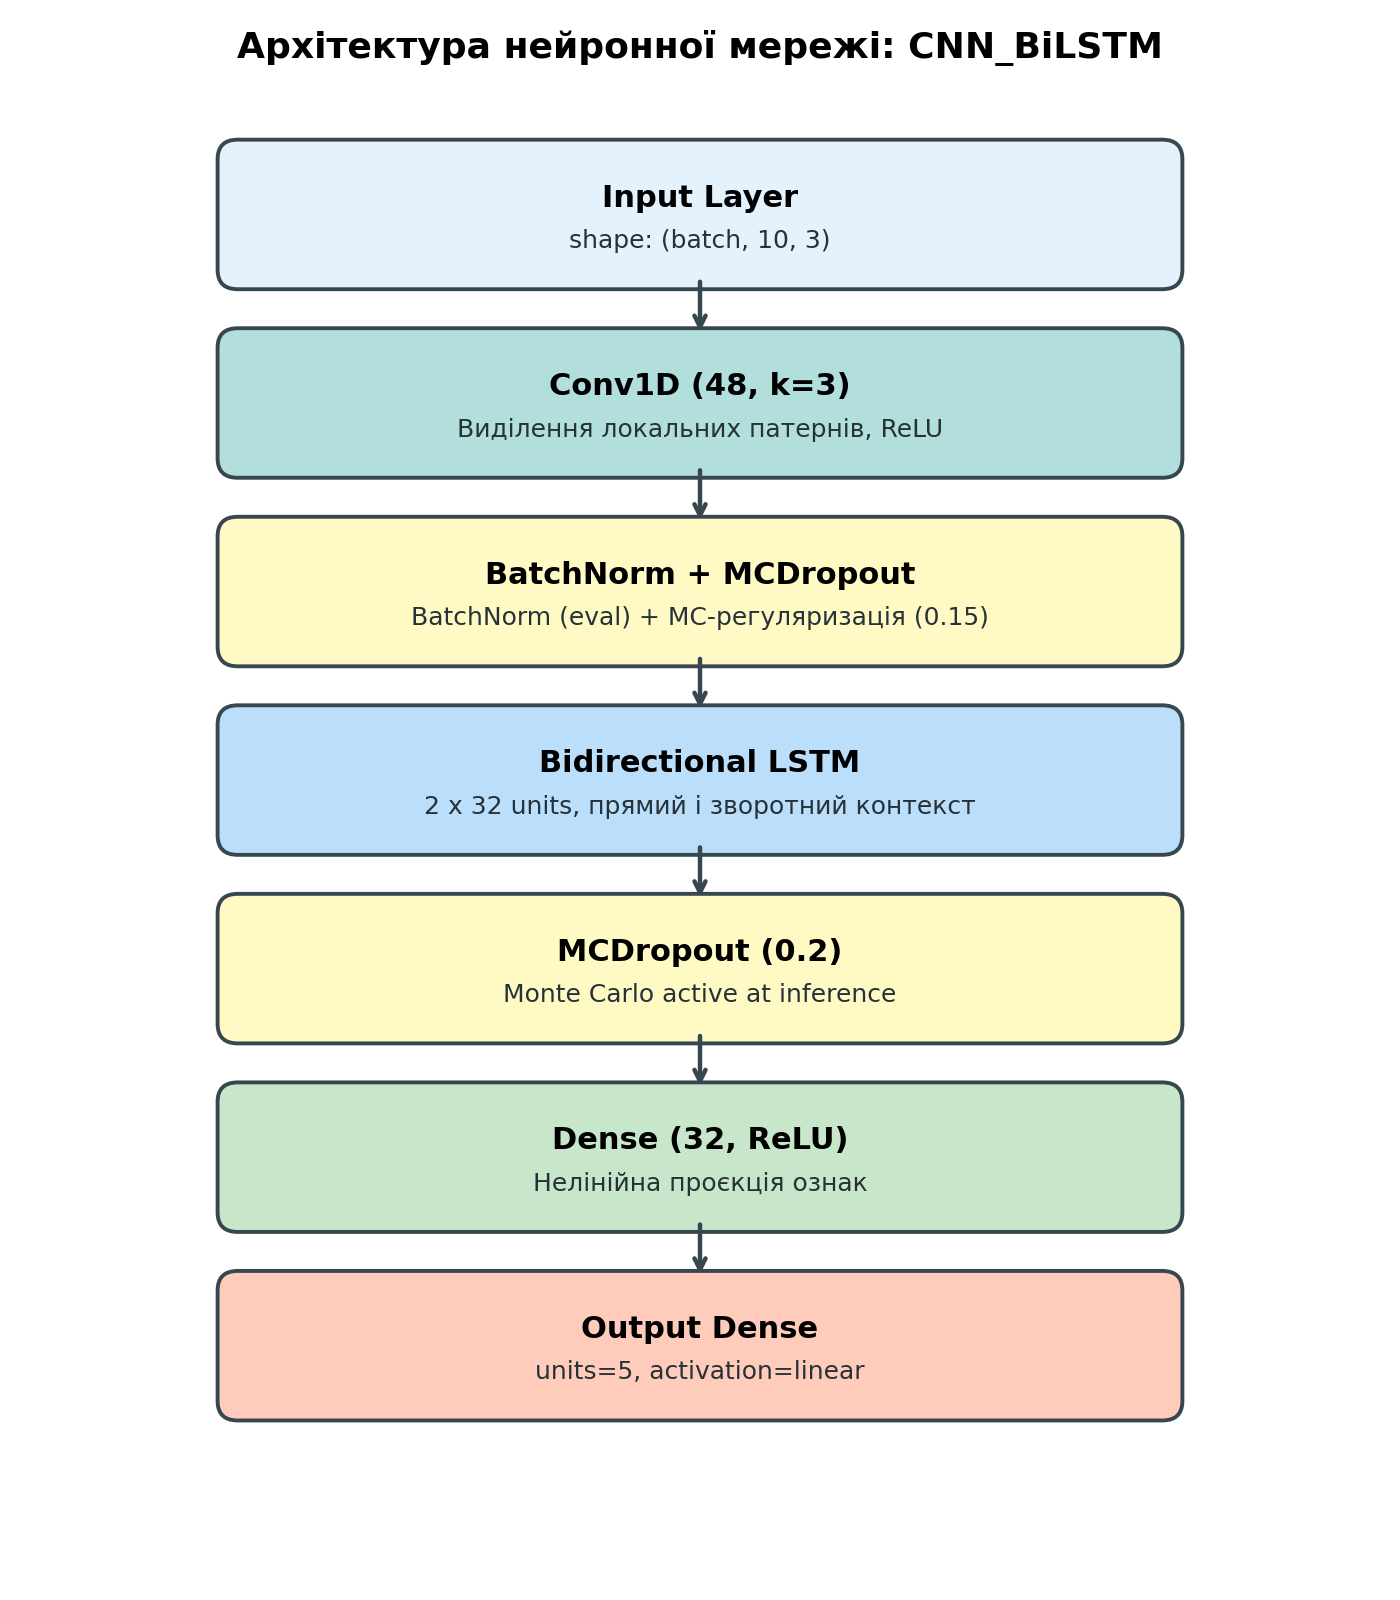 Архітектура нейронної мережі: CNN_BiLSTM
Input Layer
shape: (batch, 10, 3)
Conv1D (48, k=3)
Виділення локальних патернів, ReLU
BatchNorm + MCDropout
BatchNorm (eval) + МС-регуляризація (0.15)
Bidirectional LSTM
2 x 32 units, прямий і зворотний контекст
MCDropout (0.2)
Monte Carlo active at inference
Dense (32, ReLU)
Нелінійна проєкція ознак
Output Dense
units=5, activation=linear